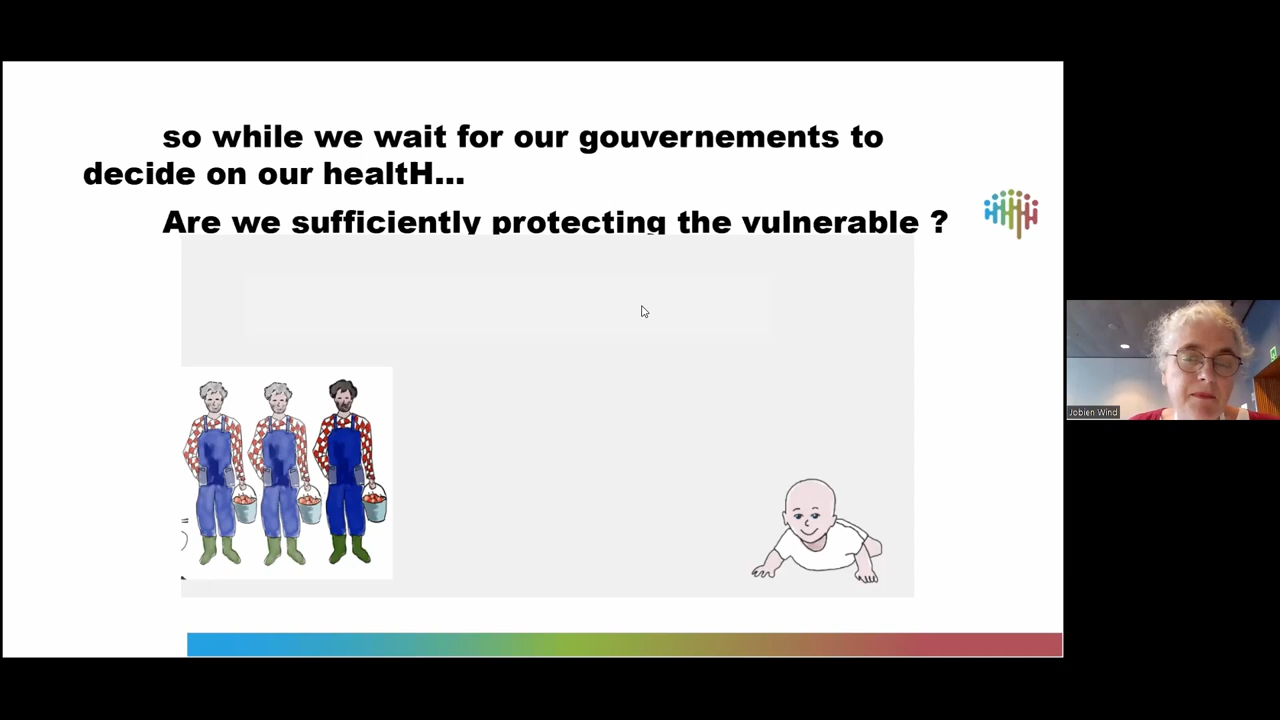 so while we wait for our gouvernements to
decide on our healtH...
Are we sufficiently protecting the vulnerable ?
Jobien Wind